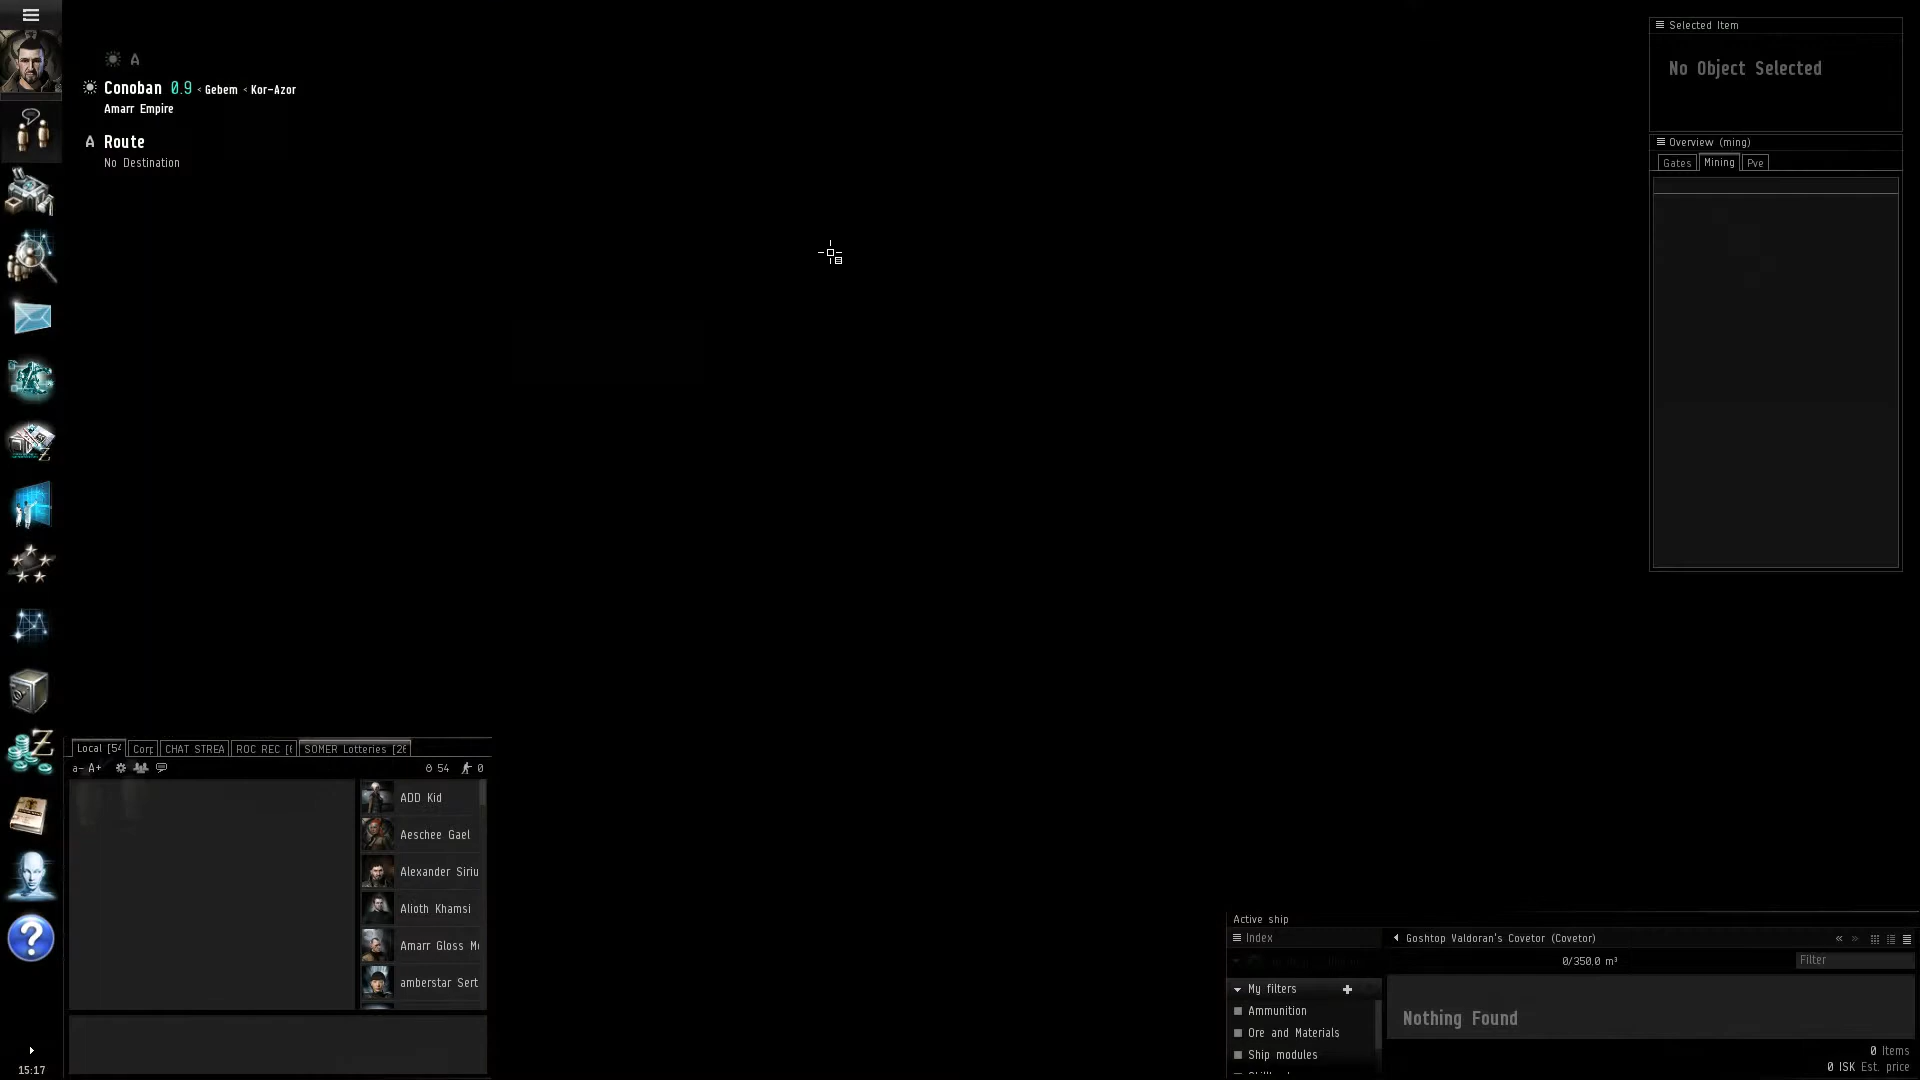 Conoban 0.9 < Gebem < Kor-Azor
Amarr Empire
Route
No Destination
Selected Item
No Object Selected
Overview (ming)
Gates Mining Pve
Local [54 Corp CHAT STREA ROC REC [ SOMER Lotteries [26
a- A+ 54 0
ADD Kid
Aeschee Gael
Alexander Siriu
Alioth Khamsi
Amarr Gloss M
amberstar Sert
15:17
Active ship
Index
Goshtop Valdoran's Covetor (Covetor)
0/350.0 m³
Filter
My filters
Ammunition
Ore and Materials
Ship modules
Nothing Found
0 Items
0 ISK Est. price